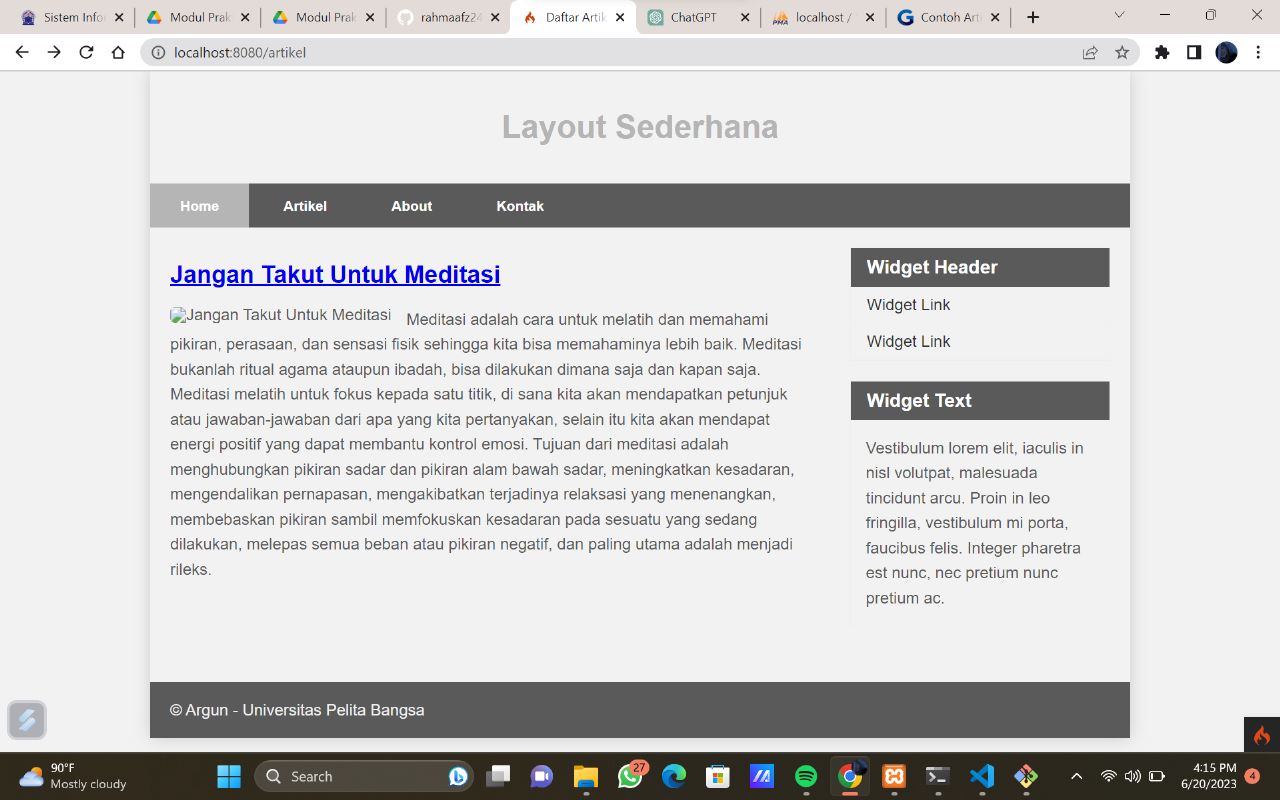 Sistem Infor
Modul Prak
Modul Prak
rahmaafz24
Daftar Artik
ChatGPT
localhost /
Contoh Arti
localhost:8080/artikel
Layout Sederhana
Home
Artikel
About
Kontak
Jangan Takut Untuk Meditasi
Jangan Takut Untuk Meditasi
Meditasi adalah cara untuk melatih dan memahami
pikiran, perasaan, dan sensasi fisik sehingga kita bisa memahaminya lebih baik. Meditasi
bukanlah ritual agama ataupun ibadah, bisa dilakukan dimana saja dan kapan saja.
Meditasi melatih untuk fokus kepada satu titik, di sana kita akan mendapatkan petunjuk
atau jawaban-jawaban dari apa yang kita pertanyakan, selain itu kita akan mendapat
energi positif yang dapat membantu kontrol emosi. Tujuan dari meditasi adalah
menghubungkan pikiran sadar dan pikiran alam bawah sadar, meningkatkan kesadaran,
mengendalikan pernapasan, mengakibatkan terjadinya relaksasi yang menenangkan,
membebaskan pikiran sambil memfokuskan kesadaran pada sesuatu yang sedang
dilakukan, melepas semua beban atau pikiran negatif, dan paling utama adalah menjadi
rileks.
Widget Header
Widget Link
Widget Link
Widget Text
Vestibulum lorem elit, iaculis in
nisl volutpat, malesuada
tincidunt arcu. Proin in leo
fringilla, vestibulum mi porta,
faucibus felis. Integer pharetra
est nunc, nec pretium nunc
pretium ac.
© Argun - Universitas Pelita Bangsa
90°F
Mostly cloudy
Search
27
4:15 PM
6/20/2023
4